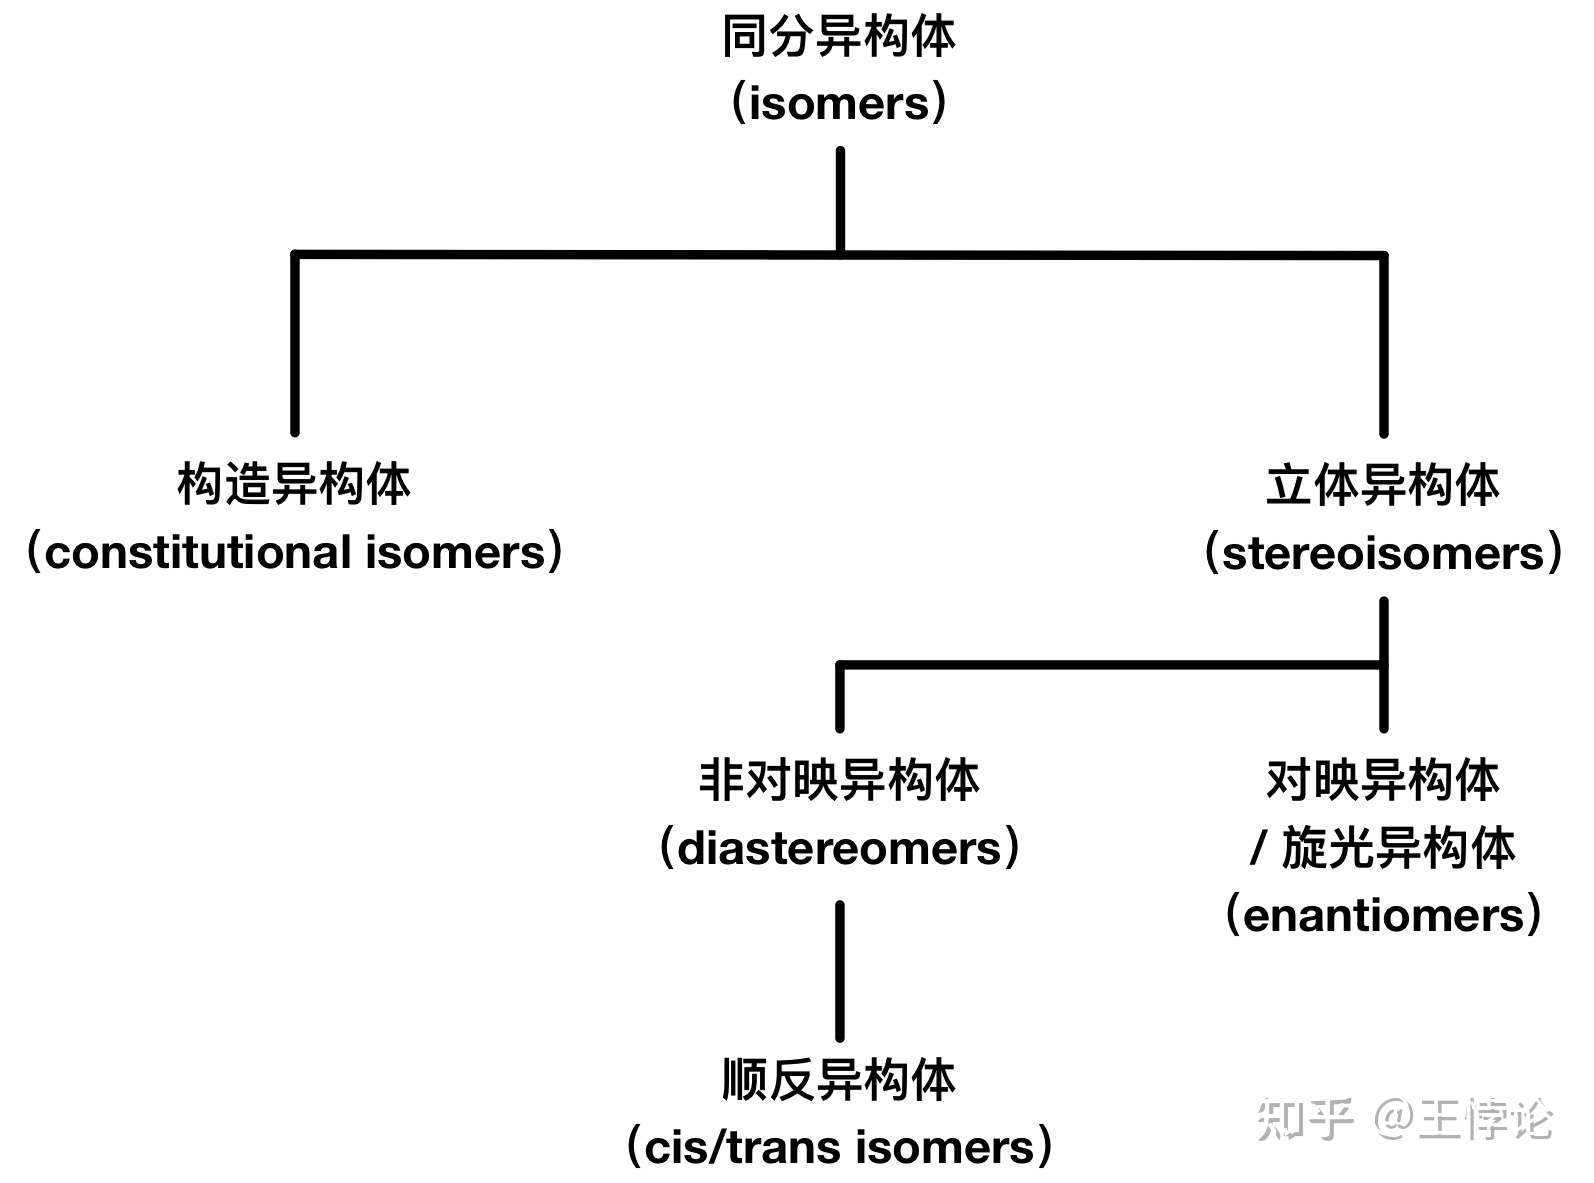 同分异构体
（isomers）
构造异构体
（constitutional isomers）
立体异构体
（stereoisomers）
非对映异构体
（diastereomers）
对映异构体
/ 旋光异构体
（enantiomers）
顺反异构体
（cis/trans isomers）
知乎 @王悖论